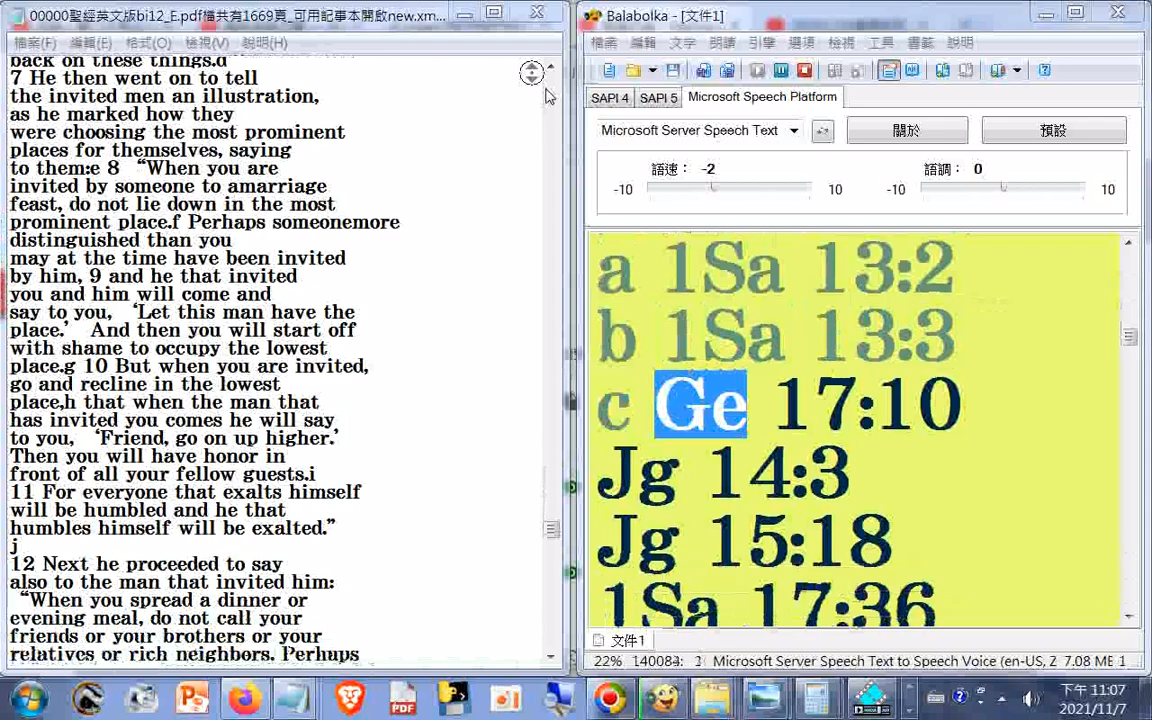 00000聖經英文版bi12_E.pdf檔共有1669頁_可用記事本開啟new.xm...
檔案(F) 編輯(E) 格式(O) 檢視(V) 說明(H)
back on these things.d
7 He then went on to tell
the invited men an illustration,
as he marked how they
were choosing the most prominent
places for themselves, saying
to them:e 8 “When you are
invited by someone to amarriage
feast, do not lie down in the most
prominent place.f Perhaps someonemore
distinguished than you
may at the time have been invited
by him, 9 and he that invited
you and him will come and
say to you, ‘Let this man have the
place.’ And then you will start off
with shame to occupy the lowest
place.g 10 But when you are invited,
go and recline in the lowest
place,h that when the man that
has invited you comes he will say
to you, ‘Friend, go on up higher.’
Then you will have honor in
front of all your fellow guests.i
11 For everyone that exalts himself
will be humbled and he that
humbles himself will be exalted.”
j
12 Next he proceeded to say
also to the man that invited him:
“When you spread a dinner or
evening meal, do not call your
friends or your brothers or your
relatives or rich neighbors. Perhaps
Balabolka - [文件1]
檔案 編輯 文字 朗讀 引擎 選項 檢視 工具 書籤 說明
SAPI 4 SAPI 5 Microsoft Speech Platform
Microsoft Server Speech Text 關於 預設
語速： -2 語調： 0
-10 10 -10 10
a 1Sa 13:2
b 1Sa 13:3
c Ge 17:10
Jg 14:3
Jg 15:18
1Sa 17:36
文件1
22% 140084: Microsoft Server Speech Text to Speech Voice (en-US, 2 7.08 MB 1
下午 11:07
2021/11/7